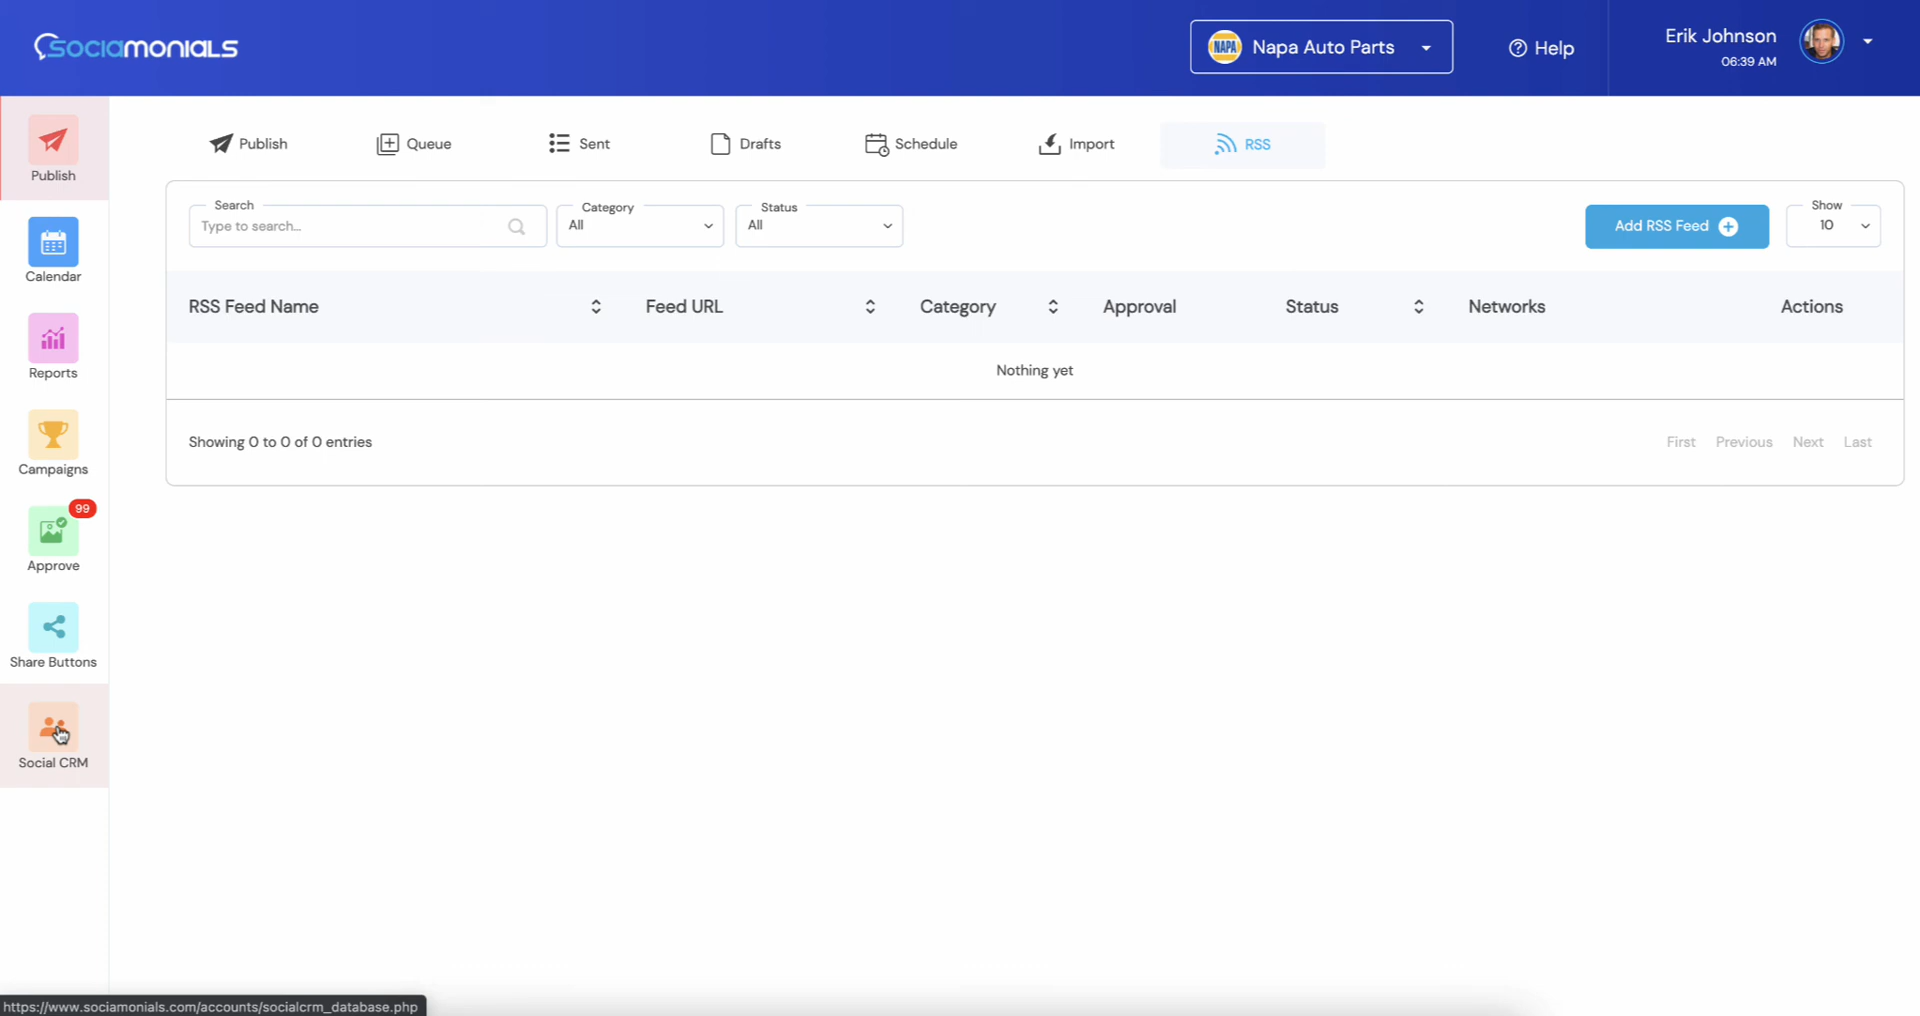 SOCIAMONIALS
NAPA
Napa Auto Parts
Help
Erik Johnson
06:39 AM
Publish
Calendar
Reports
Campaigns
99
Approve
Share Buttons
Social CRM
Publish
Queue
Sent
Drafts
Schedule
Import
RSS
Search
Type to search...
Category
All
Status
All
Add RSS Feed
Show
10
RSS Feed Name
Feed URL
Category
Approval
Status
Networks
Actions
Nothing yet
Showing 0 to 0 of 0 entries
First
Previous
Next
Last
https://www.sociamonials.com/accounts/socialcrm_database.php